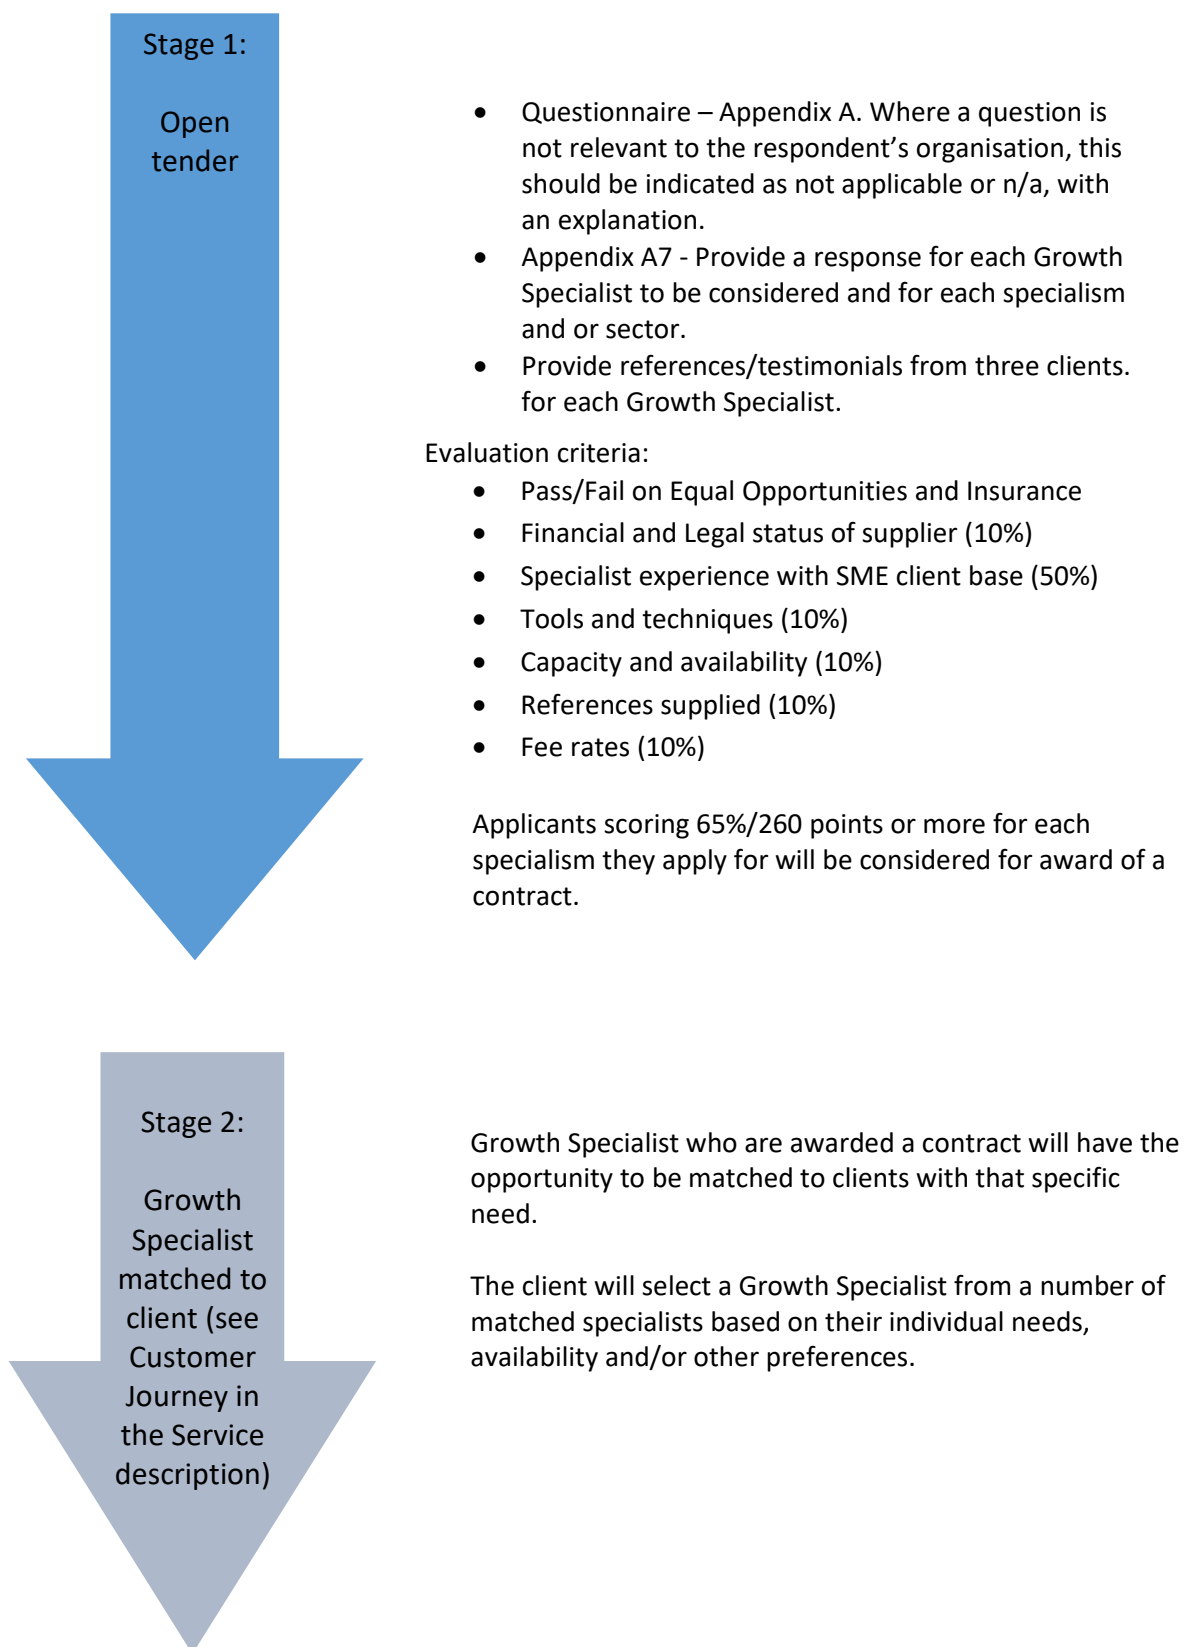 Stage 1:
Open
tender
• Questionnaire – Appendix A. Where a question is
not relevant to the respondent’s organisation, this
should be indicated as not applicable or n/a, with
an explanation.
• Appendix A7 - Provide a response for each Growth
Specialist to be considered and for each specialism
and or sector.
• Provide references/testimonials from three clients.
for each Growth Specialist.
Evaluation criteria:
• Pass/Fail on Equal Opportunities and Insurance
• Financial and Legal status of supplier (10%)
• Specialist experience with SME client base (50%)
• Tools and techniques (10%)
• Capacity and availability (10%)
• References supplied (10%)
• Fee rates (10%)
Applicants scoring 65%/260 points or more for each
specialism they apply for will be considered for award of a
contract.
Stage 2:
Growth
Specialist
matched to
client (see
Customer
Journey in
the Service
description)
Growth Specialist who are awarded a contract will have the
opportunity to be matched to clients with that specific
need.
The client will select a Growth Specialist from a number of
matched specialists based on their individual needs,
availability and/or other preferences.